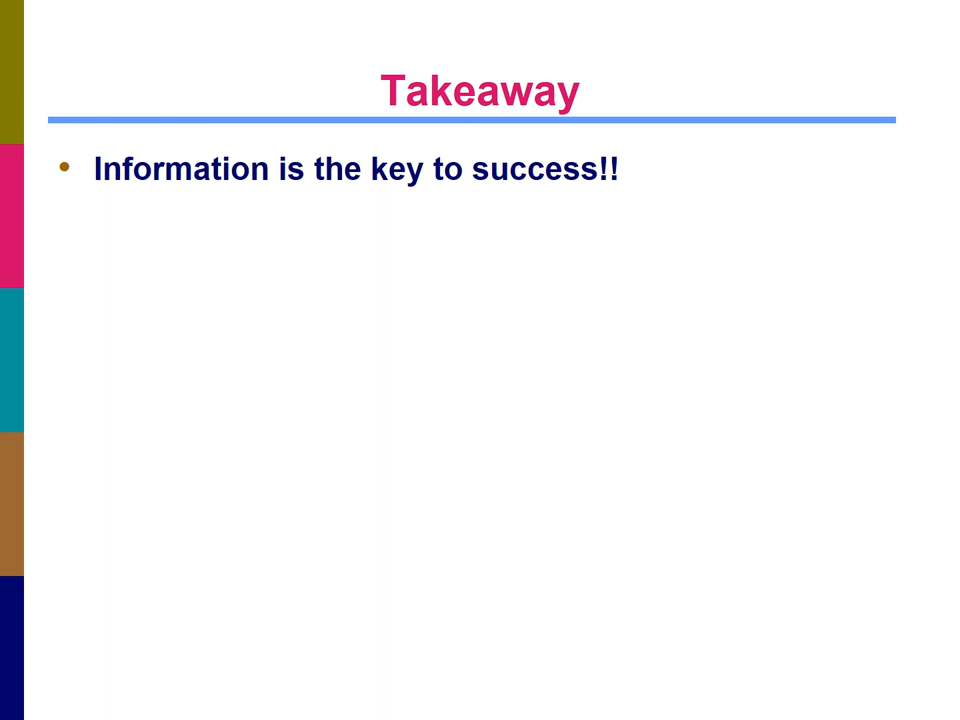 Takeaway
• Information is the key to success!!